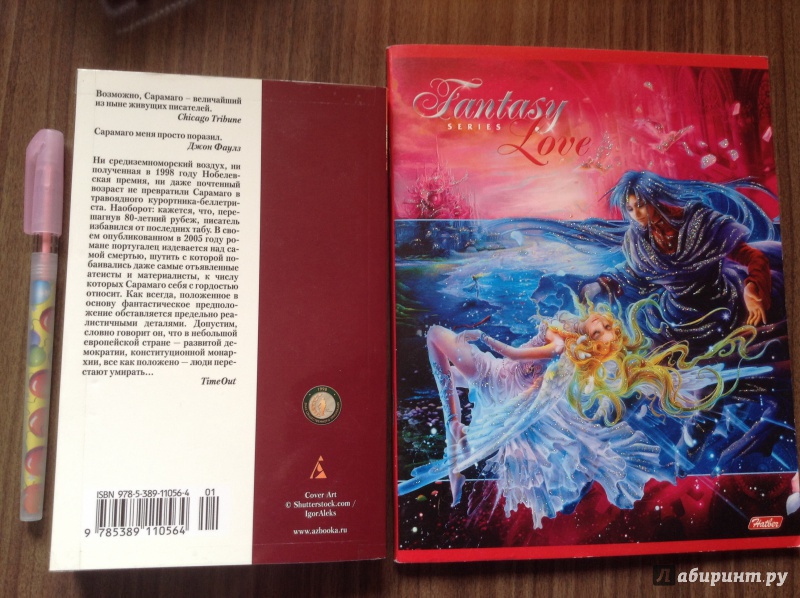 Возможно, Сарамаго – величайший
из ныне живущих писателей.
Chicago Tribune
Сарамаго меня просто поразил.
Джон Фаулз
Ни средиземноморский воздух, ни
полученная в 1998 году Нобелев-
ская премия, ни даже почтенный
возраст не превратили Сарамаго в
травоядного курортника-беллетри-
ста. Наоборот: кажется, что, пере-
шагнув 80-летний рубеж, писатель
избавился от последних табу. В сво-
ем опубликованном в 2005 году ро-
мане португалец издевается над са-
мой смертью, шутить с которой по-
баивались даже самые отъявленные
атеисты и материалисты, к числу
которых Сарамаго себя с гордостью
относит. Как всегда, положенное в
основу фантастическое предпо-
ложение обставляется предельно реа-
листичными деталями. Допустим,
словно говорит он, что в небольшой
европейской стране – развитой де-
мократии, конституционной монар-
хии, все как положено – люди пере-
стают умирать...
TimeOut
ISBN 978-5-389-11056-4
01
9 785389 110564
Cover Art
© Shutterstock.com /
IgorAleks
www.azbooka.ru
Fantasy
SERIES
Love
Hatber
Лабиринт.ру